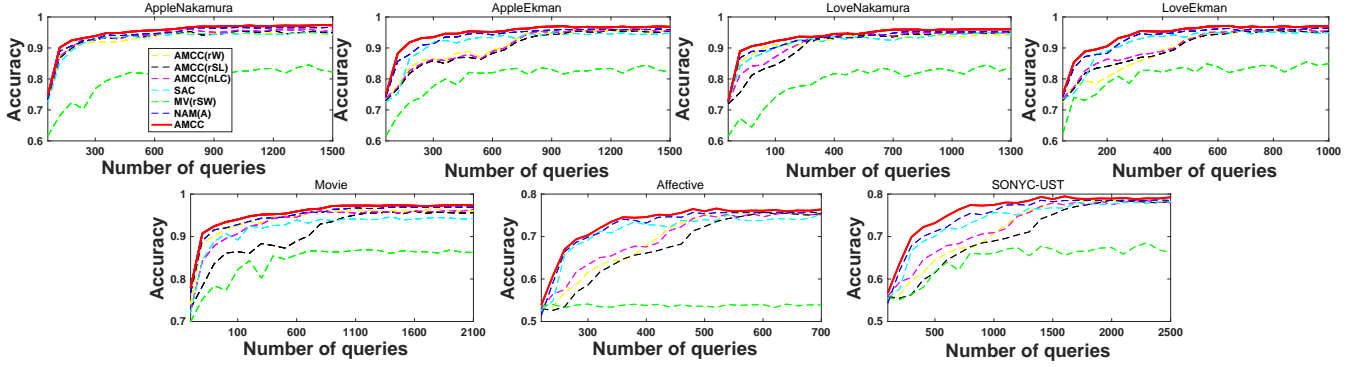 AppleNakamura
AppleEkman
LoveNakamura
LoveEkman
1
0.9
0.8
0.7
0.6
Accuracy
AMCC(rW)
AMCC(rSL)
AMCC(nLC)
SAC
MV(rSW)
NAM(A)
AMCC
300 600 900 1200 1500
Number of queries
1
0.9
0.8
0.7
0.6
Accuracy
300 600 900 1200 1500
Number of queries
1
0.9
0.8
0.7
0.6
Accuracy
100 400 700 1000 1300
Number of queries
1
0.9
0.8
0.7
0.6
Accuracy
200 400 600 800 1000
Number of queries
Movie
Affective
SONYC-UST
1
0.9
0.8
0.7
Accuracy
100 600 1100 1600 2100
Number of queries
0.8
0.7
0.6
0.5
Accuracy
300 400 500 600 700
Number of queries
0.8
0.7
0.6
0.5
Accuracy
500 1000 1500 2000 2500
Number of queries